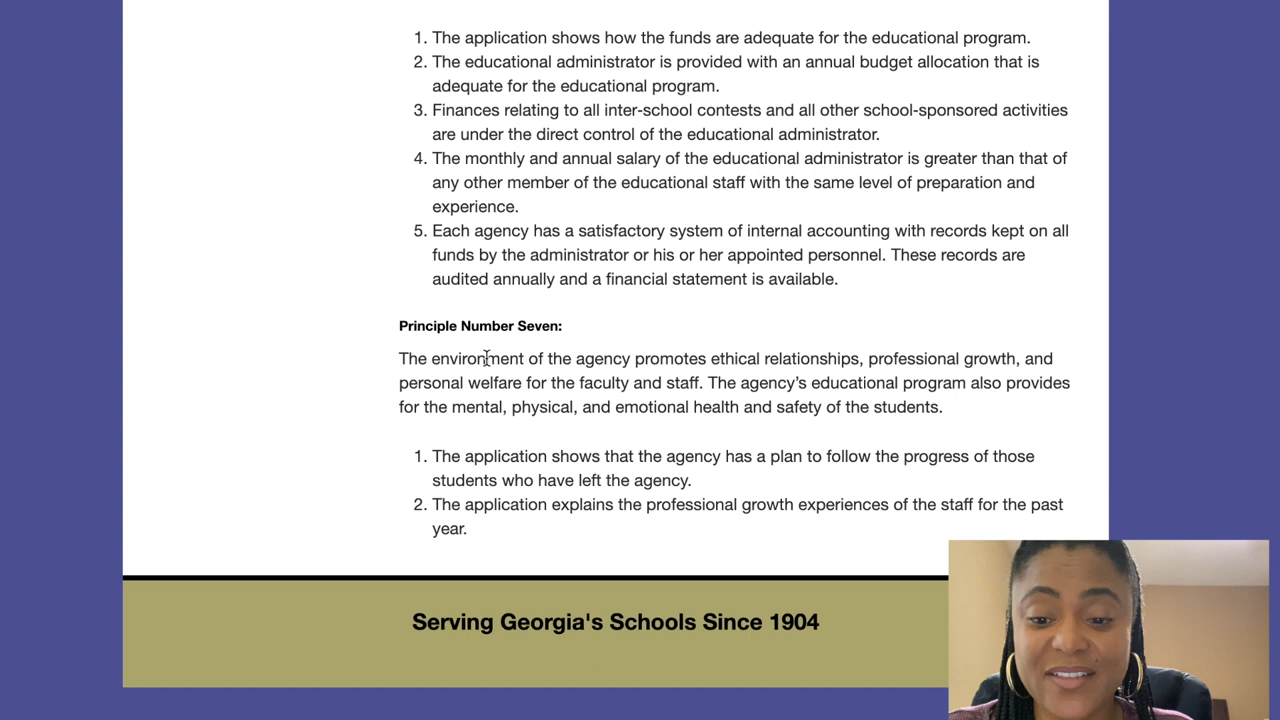 1. The application shows how the funds are adequate for the educational program.
2. The educational administrator is provided with an annual budget allocation that is
adequate for the educational program.
3. Finances relating to all inter-school contests and all other school-sponsored activities
are under the direct control of the educational administrator.
4. The monthly and annual salary of the educational administrator is greater than that of
any other member of the educational staff with the same level of preparation and
experience.
5. Each agency has a satisfactory system of internal accounting with records kept on all
funds by the administrator or his or her appointed personnel. These records are
audited annually and a financial statement is available.
Principle Number Seven:
The environment of the agency promotes ethical relationships, professional growth, and
personal welfare for the faculty and staff. The agency’s educational program also provides
for the mental, physical, and emotional health and safety of the students.
1. The application shows that the agency has a plan to follow the progress of those
students who have left the agency.
2. The application explains the professional growth experiences of the staff for the past
year.
Serving Georgia's Schools Since 1904